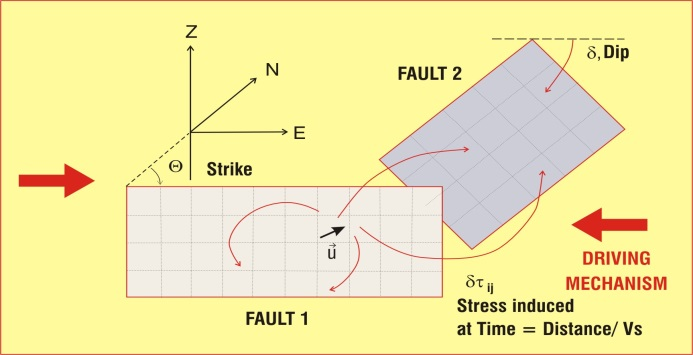 Z
N
E
Θ
Strike
FAULT 2
δ, Dip
u
FAULT 1
δτ ij
Stress induced
at Time = Distance/ Vs
DRIVING
MECHANISM